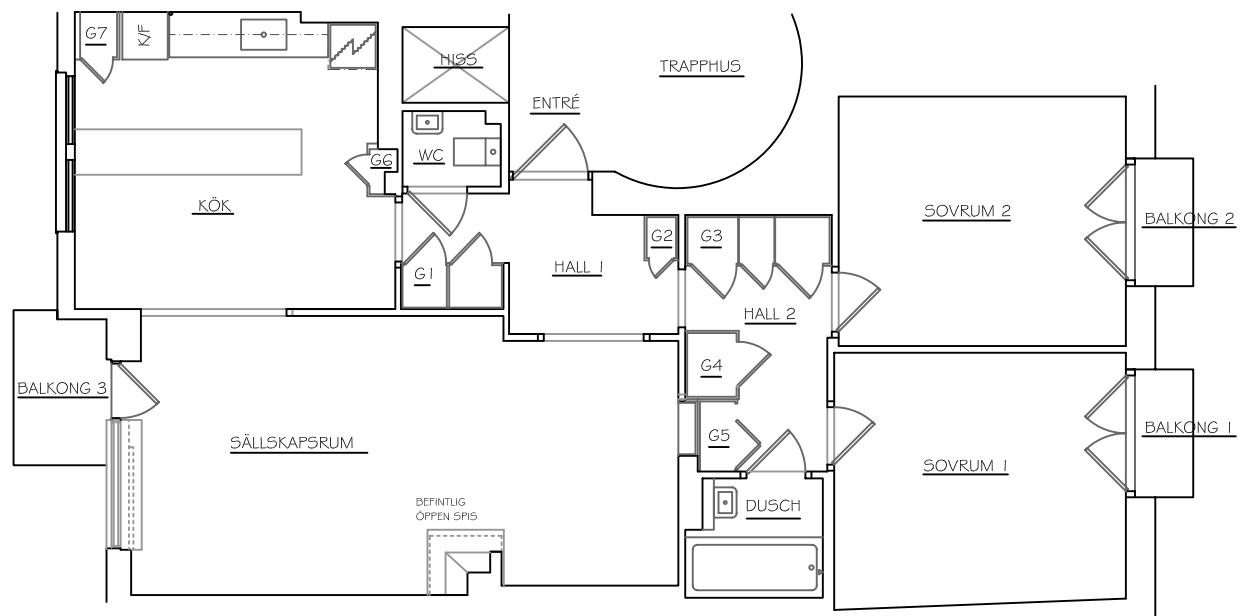 G7
K/F
HISS
TRAPPHUS
ENTRÉ
WC
G6
KÖK
SOVRUM 2
BALKONG 2
G2
G3
G1
HALL 1
HALL 2
G4
BALKONG 3
BALKONG 1
SÄLLSKAPSRUM
G5
SOVRUM 1
BEFINTLIG
ÖPPEN SPIS
DUSCH